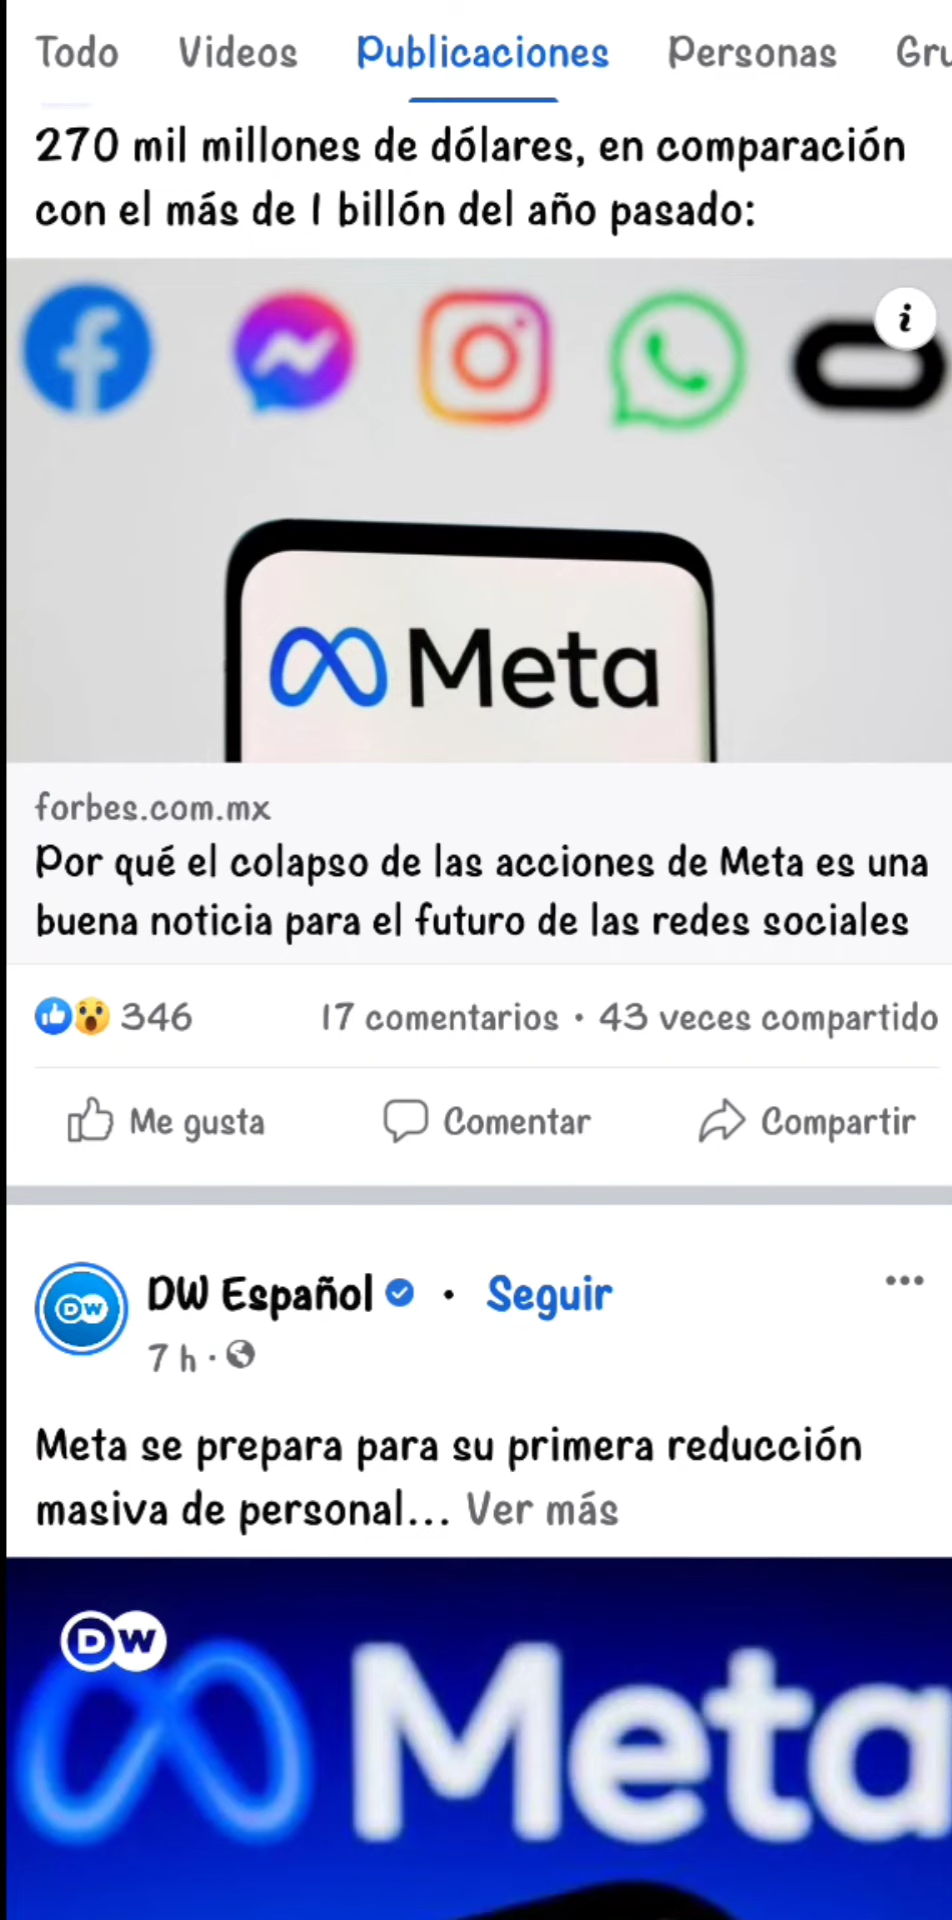 Todo Videos Publicaciones Personas Gru
270 mil millones de dólares, en comparación
con el más de 1 billón del año pasado:
i
Meta
forbes.com.mx
Por qué el colapso de las acciones de Meta es una
buena noticia para el futuro de las redes sociales
346 17 comentarios · 43 veces compartido
Me gusta Comentar Compartir
DW
DW Español · Seguir
7 h ·
Meta se prepara para su primera reducción
masiva de personal... Ver más
DW
Meta